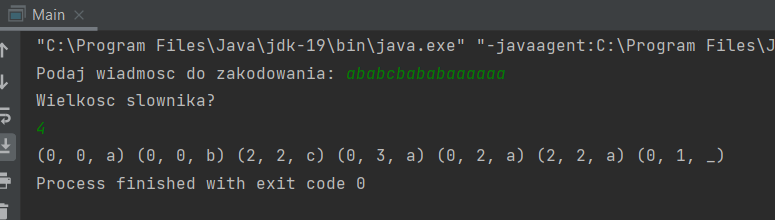 Main
"C:\Program Files\Java\jdk-19\bin\java.exe" "-javaagent:C:\Program Files\J
Podaj wiadmosc do zakodowania: ababcbababaaaaaa
Wielkosc slownika?
4
(0, 0, a) (0, 0, b) (2, 2, c) (0, 3, a) (0, 2, a) (2, 2, a) (0, 1, _)
Process finished with exit code 0